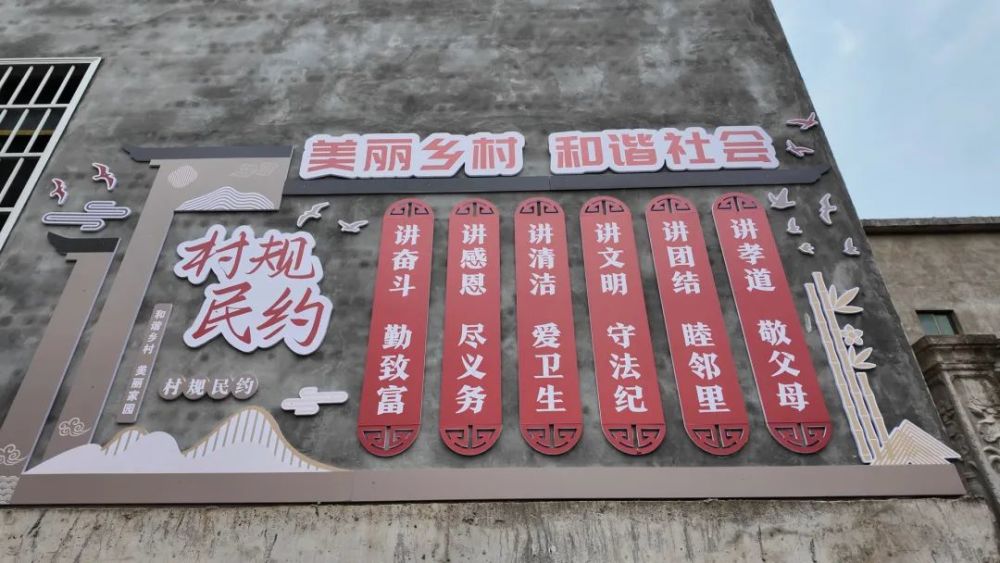 美丽乡村 和谐社会
村规
民约
和谐乡村 美丽家园
村规民约
讲奋斗 勤致富
讲感恩 尽义务
讲清洁 爱卫生
讲文明 守法纪
讲团结 睦邻里
讲孝道 敬父母